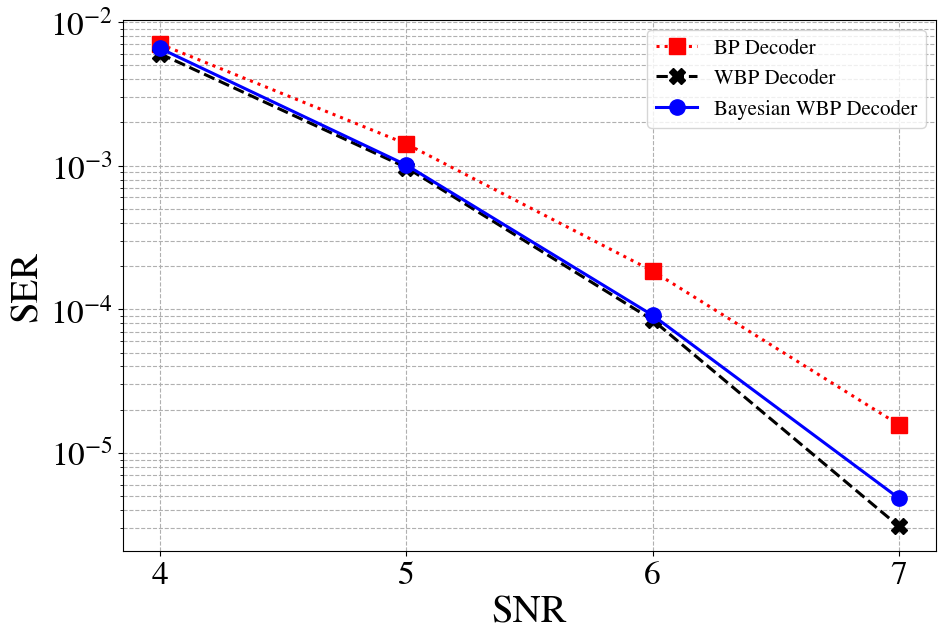 10⁻²
10⁻³
10⁻⁴
10⁻⁵
SER
BP Decoder
WBP Decoder
Bayesian WBP Decoder
4 5 6 7
SNR